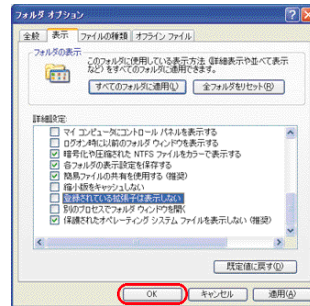 フォルダ オプション
全般 表示 ファイルの種類 オフライン ファイル
フォルダの表示
このフォルダに使用している表示方法 (詳細表示や並べて表示
など) をすべてのフォルダに適用できます。
すべてのフォルダに適用(L) 全フォルダをリセット(R)
詳細設定:
マイ コンピュータにコントロール パネルを表示する
ログオン時に以前のフォルダ ウィンドウを表示する
暗号化や圧縮された NTFS ファイルをカラーで表示する
各フォルダの表示設定を保存する
簡易ファイルの共有を使用する (推奨)
縮小版をキャッシュしない
登録されている拡張子は表示しない
別のプロセスでフォルダ ウィンドウを開く
保護されたオペレーティング システム ファイルを表示しない (推奨)
既定値に戻す(D)
OK キャンセル 適用(A)